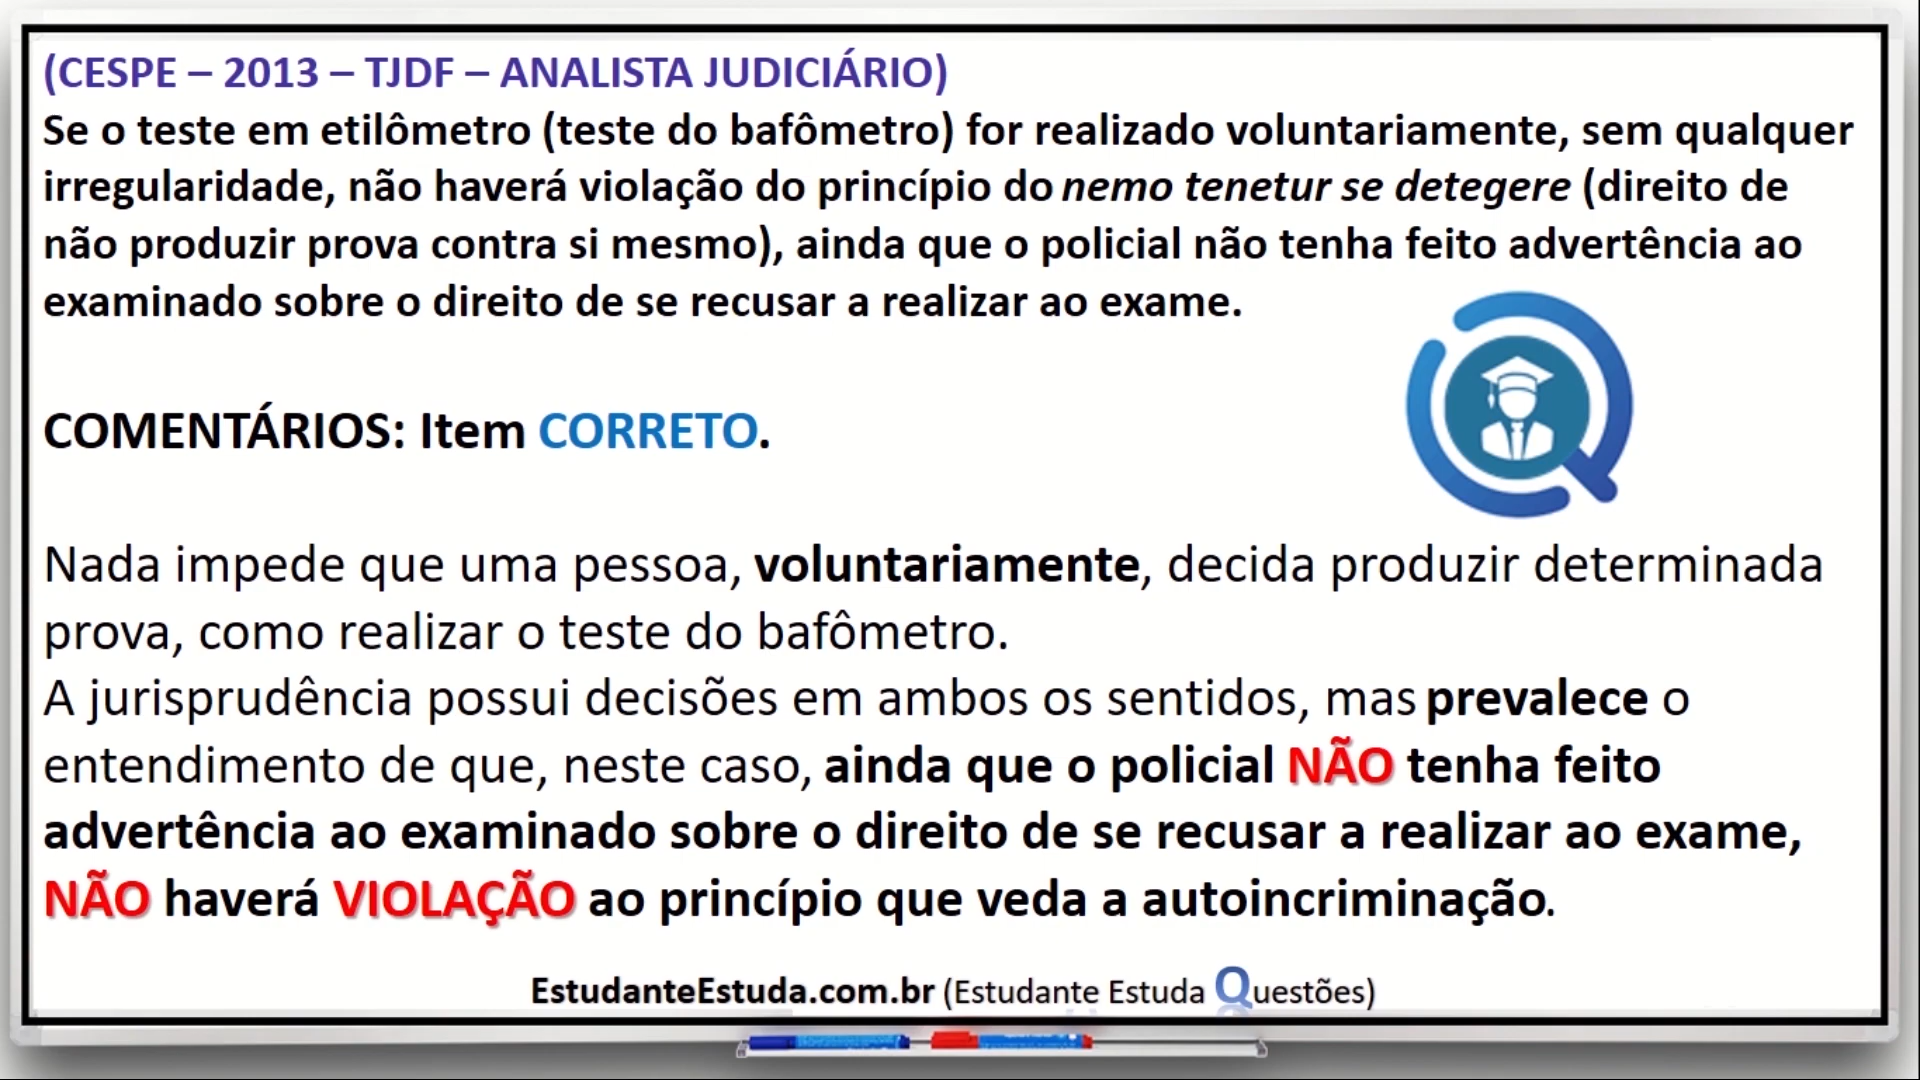 (CESPE – 2013 – TJDF – ANALISTA JUDICIÁRIO)
Se o teste em etilômetro (teste do bafômetro) for realizado voluntariamente, sem qualquer
irregularidade, não haverá violação do princípio do nemo tenetur se detegere (direito de
não produzir prova contra si mesmo), ainda que o policial não tenha feito advertência ao
examinado sobre o direito de se recusar a realizar ao exame.
COMENTÁRIOS: Item CORRETO.
Nada impede que uma pessoa, voluntariamente, decida produzir determinada
prova, como realizar o teste do bafômetro.
A jurisprudência possui decisões em ambos os sentidos, mas prevalece o
entendimento de que, neste caso, ainda que o policial NÃO tenha feito
advertência ao examinado sobre o direito de se recusar a realizar ao exame,
NÃO haverá VIOLAÇÃO ao princípio que veda a autoincriminação.
EstudanteEstuda.com.br (Estudante Estuda Questões)